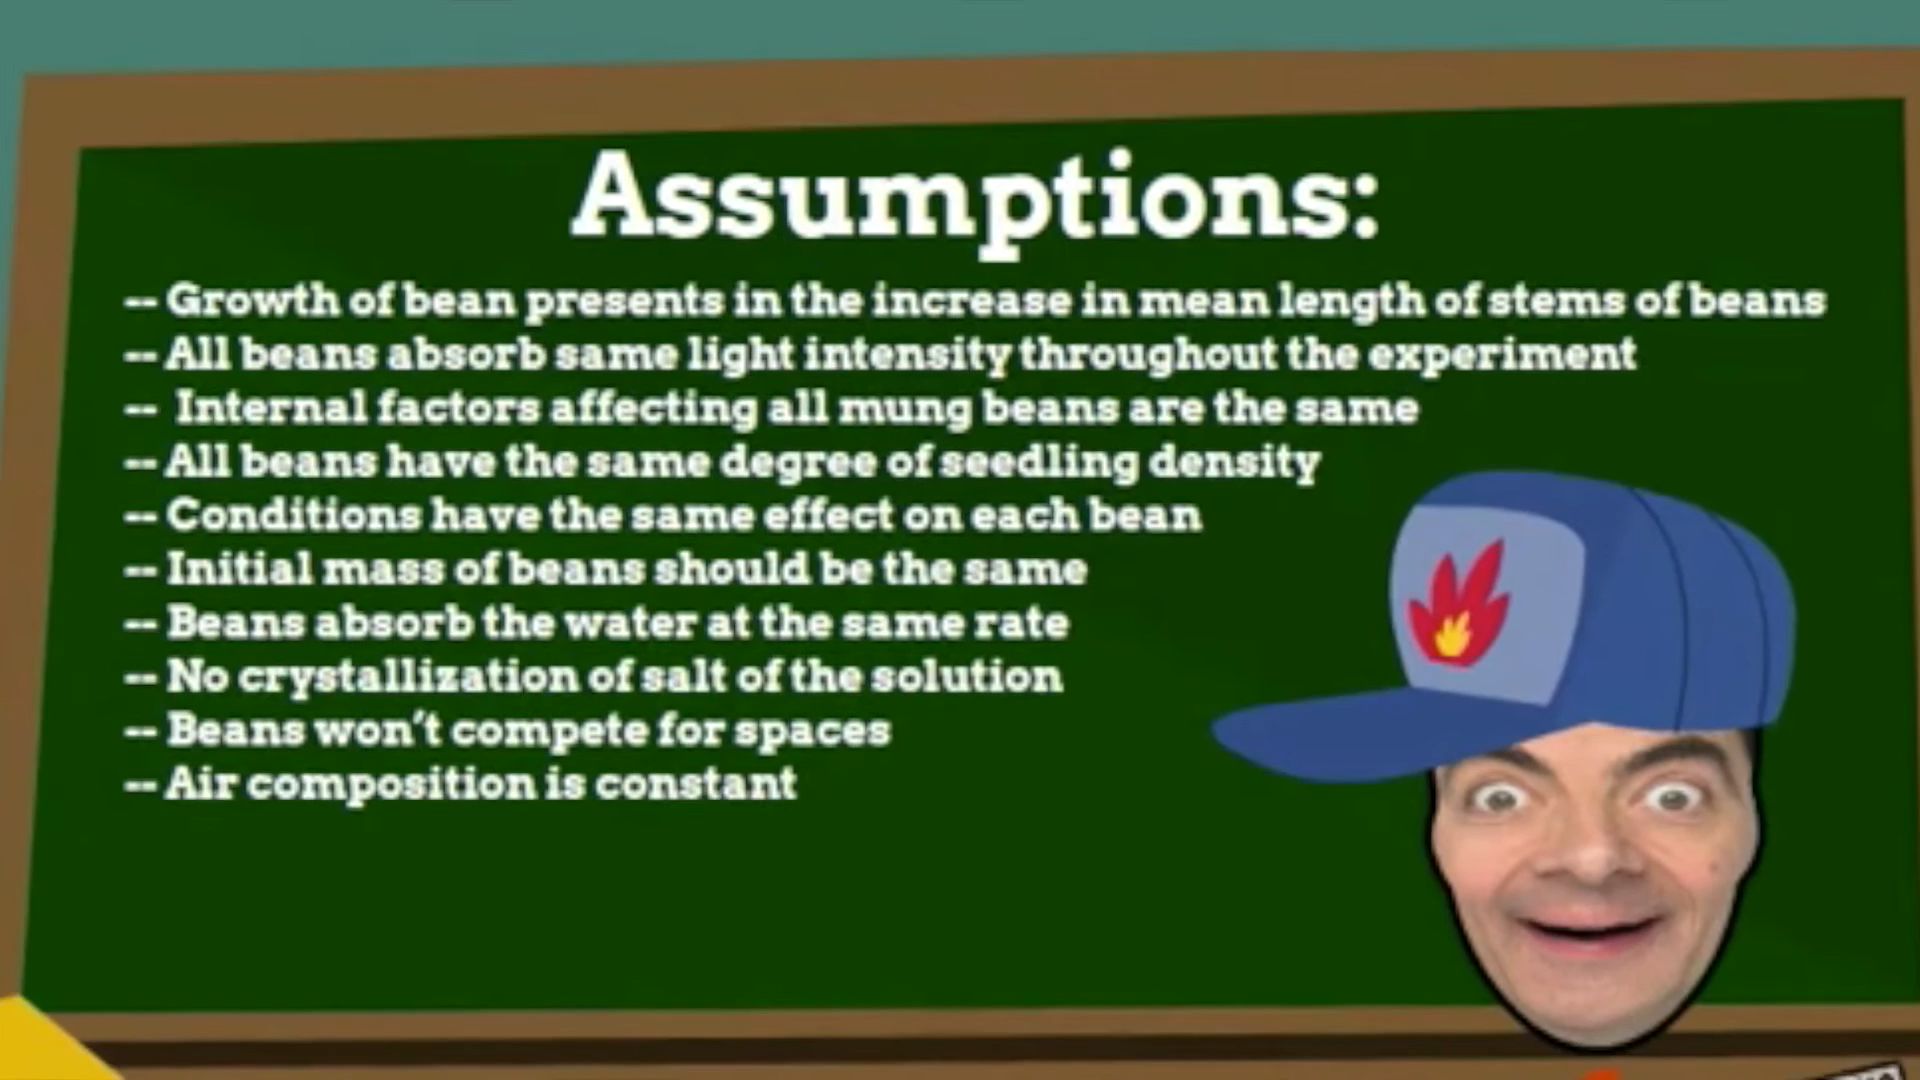 Assumptions:
-- Growth of bean presents in the increase in mean length of stems of beans
-- All beans absorb same light intensity throughout the experiment
-- Internal factors affecting all mung beans are the same
-- All beans have the same degree of seedling density
-- Conditions have the same effect on each bean
-- Initial mass of beans should be the same
-- Beans absorb the water at the same rate
-- No crystallization of salt of the solution
-- Beans won't compete for spaces
-- Air composition is constant